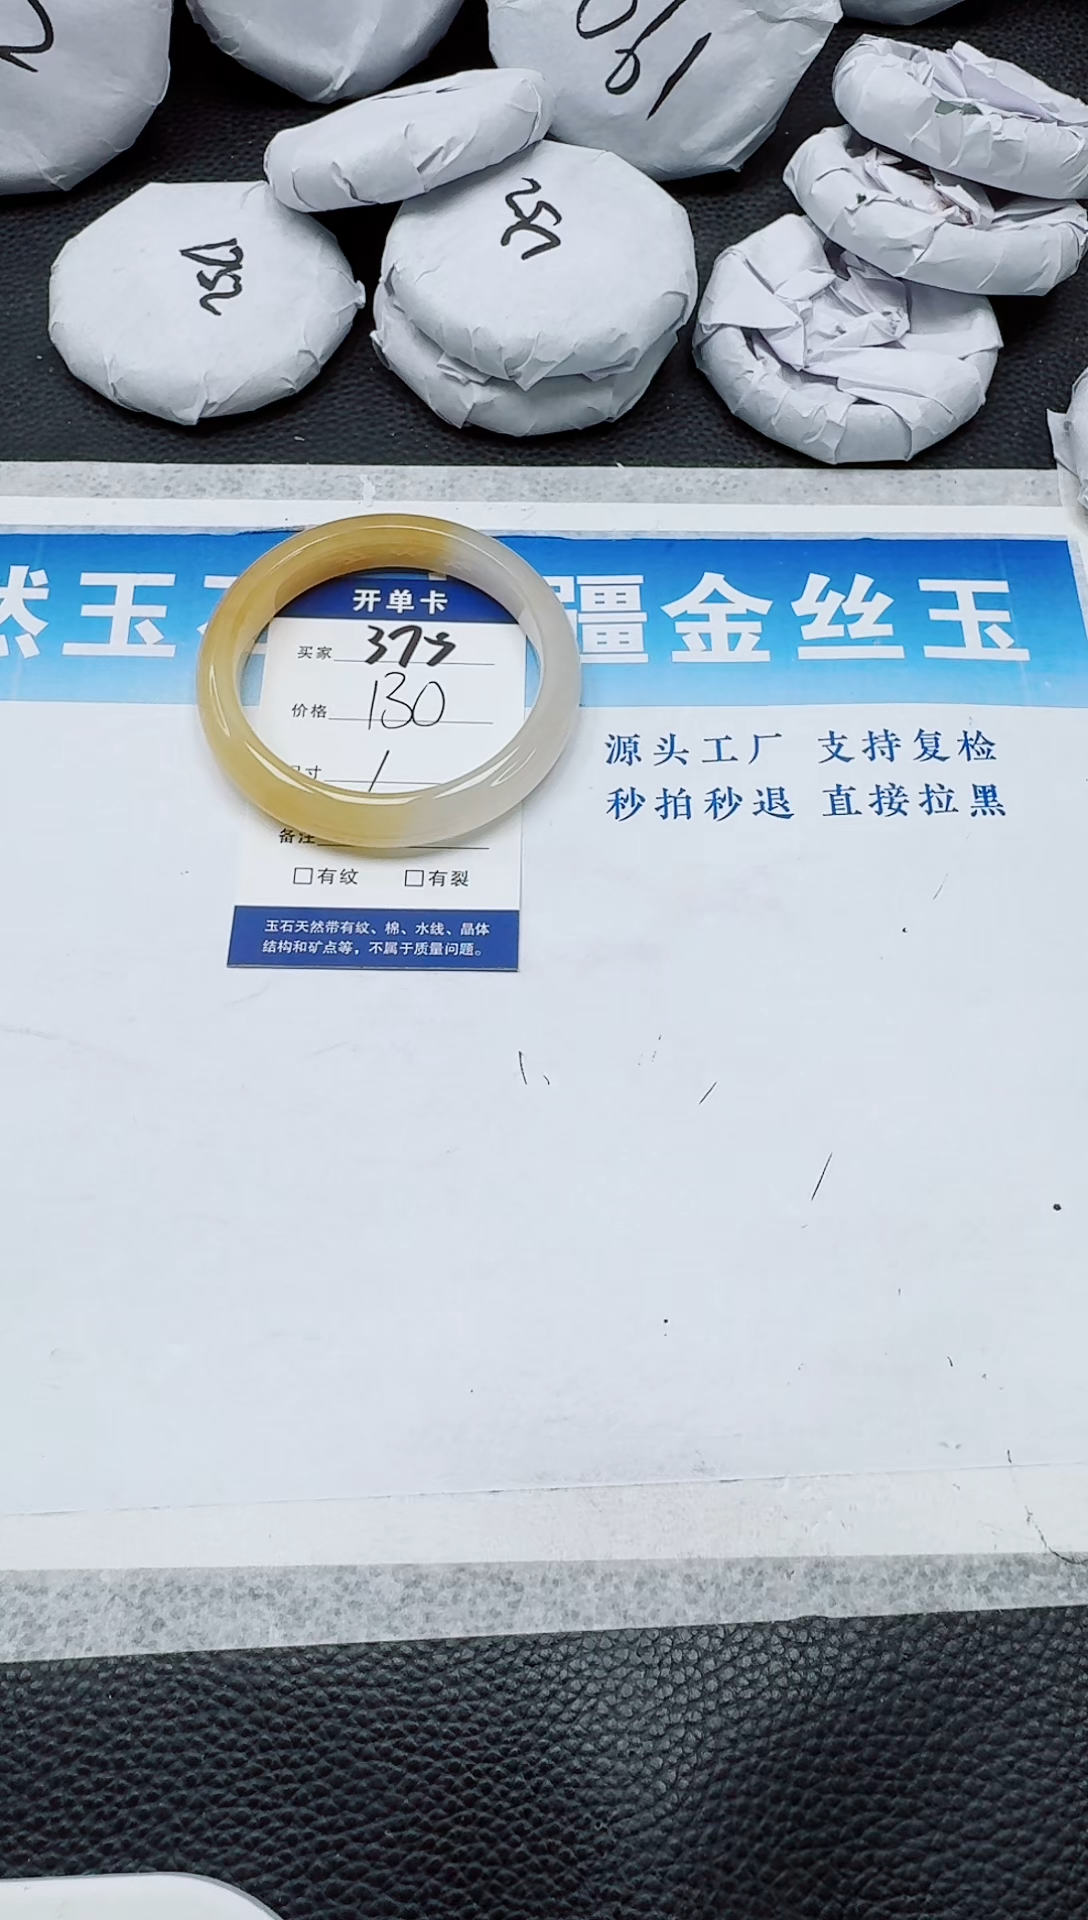 190
52
然玉 疆金丝玉
开单卡
买家 375
价格 130
寸 /
备注
源头工厂 支持复检
秒拍秒退 直接拉黑
□有纹 □有裂
玉石天然带有纹、棉、水线、晶体
结构和矿点等，不属于质量问题。